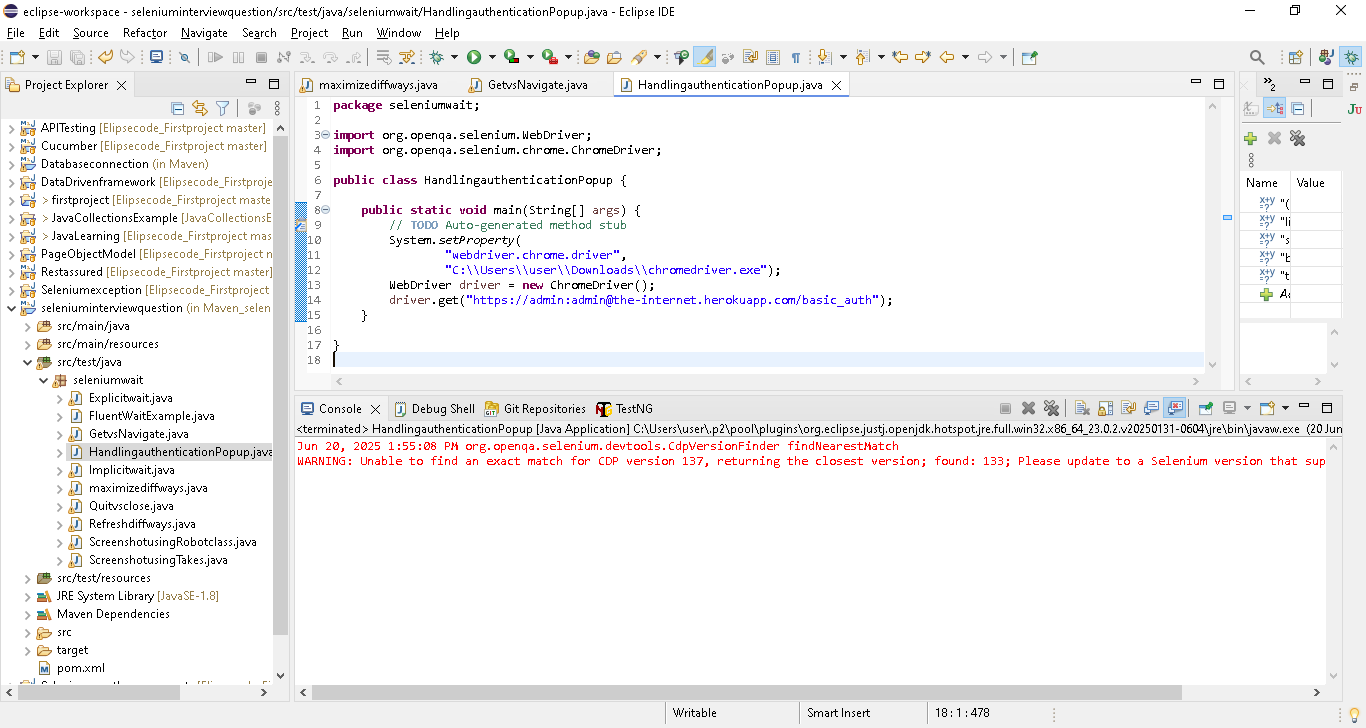 eclipse-workspace - seleniuminterviewquestion/src/test/java/seleniumwait/HandlingauthenticationPopup.java - Eclipse IDE
File Edit Source Refactor Navigate Search Project Run Window Help
Project Explorer
APITesting [Elipsecode_Firstproject master]
Cucumber [Elipsecode_Firstproject master]
Databaseconnection (in Maven)
DataDrivenframework [Elipsecode_Firstproje
> firstproject [Elipsecode_Firstproject maste
> JavaCollectionsExample [JavaCollectionsE
> JavaLearning [Elipsecode_Firstproject mas
PageObjectModel [Elipsecode_Firstproject n
Restassured [Elipsecode_Firstproject master]
Seleniumexception [Elipsecode_Firstproject
seleniuminterviewquestion (in Maven_selen
src/main/java
src/main/resources
src/test/java
seleniumwait
Explicitwait.java
FluentWaitExample.java
GetvsNavigate.java
HandlingauthenticationPopup.java
Implicitwait.java
maximizediffways.java
Quitvsclose.java
Refreshdiffways.java
ScreenshotusingRobotclass.java
ScreenshotusingTakes.java
src/test/resources
JRE System Library [JavaSE-1.8]
Maven Dependencies
src
target
pom.xml
maximizediffways.java GetvsNavigate.java HandlingauthenticationPopup.java
1 package seleniumwait;
2
3 import org.openqa.selenium.WebDriver;
4 import org.openqa.selenium.chrome.ChromeDriver;
5
6 public class HandlingauthenticationPopup {
7
8 public static void main(String[] args) {
9 // TODO Auto-generated method stub
10 System.setProperty(
11 "webdriver.chrome.driver",
12 "C:\\Users\\user\\Downloads\\chromedriver.exe");
13 WebDriver driver = new ChromeDriver();
14 driver.get("https://admin:admin@the-internet.herokuapp.com/basic_auth");
15 }
16
17 }
18
»2
Name Value
x+y=? "(
x+y=? "li
x+y=? "s
x+y=? "b
x+y=? "t
Console Debug Shell Git Repositories TestNG
<terminated> HandlingauthenticationPopup [Java Application] C:\Users\user\.p2\pool\plugins\org.eclipse.justj.openjdk.hotspot.jre.full.win32.x86_64_23.0.2.v20250131-0604\jre\bin\javaw.exe (20 Jun
Jun 20, 2025 1:55:08 PM org.openqa.selenium.devtools.CdpVersionFinder findNearestMatch
WARNING: Unable to find an exact match for CDP version 137, returning the closest version; found: 133; Please update to a Selenium version that sup
Writable Smart Insert 18 : 1 : 478